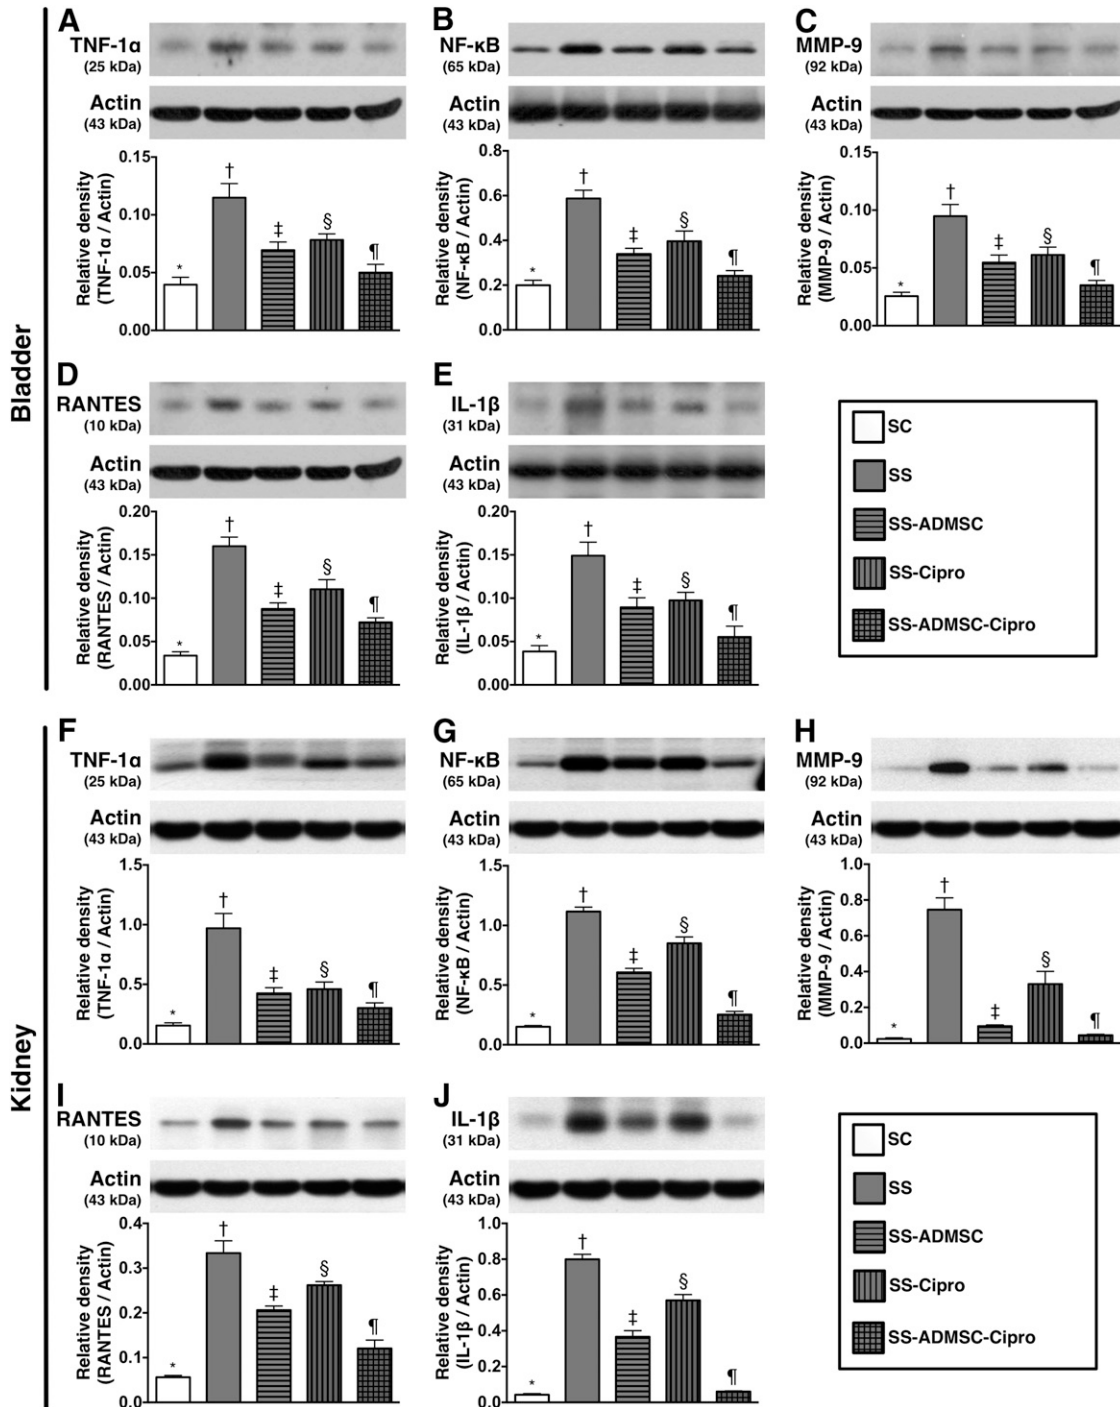 Bladder
A
TNF-1α
(25 kDa)
Actin
(43 kDa)
Relative density
(TNF-1α / Actin)
0.15
0.10
0.05
0.00
*
†
‡
§
¶
B
NF-κB
(65 kDa)
Actin
(43 kDa)
Relative density
(NF-κB / Actin)
0.8
0.6
0.4
0.2
0.0
*
†
‡
§
¶
C
MMP-9
(92 kDa)
Actin
(43 kDa)
Relative density
(MMP-9 / Actin)
0.15
0.10
0.05
0.00
*
†
‡
§
¶
D
RANTES
(10 kDa)
Actin
(43 kDa)
Relative density
(RANTES / Actin)
0.20
0.15
0.10
0.05
0.00
*
†
‡
§
¶
E
IL-1β
(31 kDa)
Actin
(43 kDa)
Relative density
(IL-1β / Actin)
0.20
0.15
0.10
0.05
0.00
*
†
‡
§
¶
SC
SS
SS-ADMSC
SS-Cipro
SS-ADMSC-Cipro
Kidney
F
TNF-1α
(25 kDa)
Actin
(43 kDa)
Relative density
(TNF-1α / Actin)
1.5
1.0
0.5
0.0
*
†
‡
§
¶
G
NF-κB
(65 kDa)
Actin
(43 kDa)
Relative density
(NF-κB / Actin)
1.5
1.0
0.5
0.0
*
†
‡
§
¶
H
MMP-9
(92 kDa)
Actin
(43 kDa)
Relative density
(MMP-9 / Actin)
1.0
0.8
0.6
0.4
0.2
0.0
*
†
‡
§
¶
I
RANTES
(10 kDa)
Actin
(43 kDa)
Relative density
(RANTES / Actin)
0.4
0.3
0.2
0.1
0.0
*
†
‡
§
¶
J
IL-1β
(31 kDa)
Actin
(43 kDa)
Relative density
(IL-1β / Actin)
1.0
0.8
0.6
0.4
0.2
0.0
*
†
‡
§
¶
SC
SS
SS-ADMSC
SS-Cipro
SS-ADMSC-Cipro